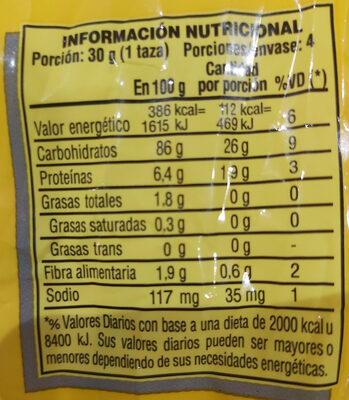 INFORMACIÓN NUTRICIONAL
Porción: 30 g (1 taza) Porciones/envase: 4
Cantidad
En 100 g por porción %VD (*)
386 kcal= 112 kcal=
Valor energético 1615 kJ 469 kJ 6
Carbohidratos 86 g 26 g 9
Proteínas 6,4 g 1,9 g 3
Grasas totales 1.8 g 0 g 0
Grasas saturadas 0.3 g 0 g 0
Grasas trans 0 g 0 g -
Fibra alimentaria 1,9 g 0,6 g 2
Sodio 117 mg 35 mg 1
*% Valores Diarios con base a una dieta de 2000 kcal u
8400 kJ. Sus valores diarios pueden ser mayores o
menores dependiendo de sus necesidades energéticas.